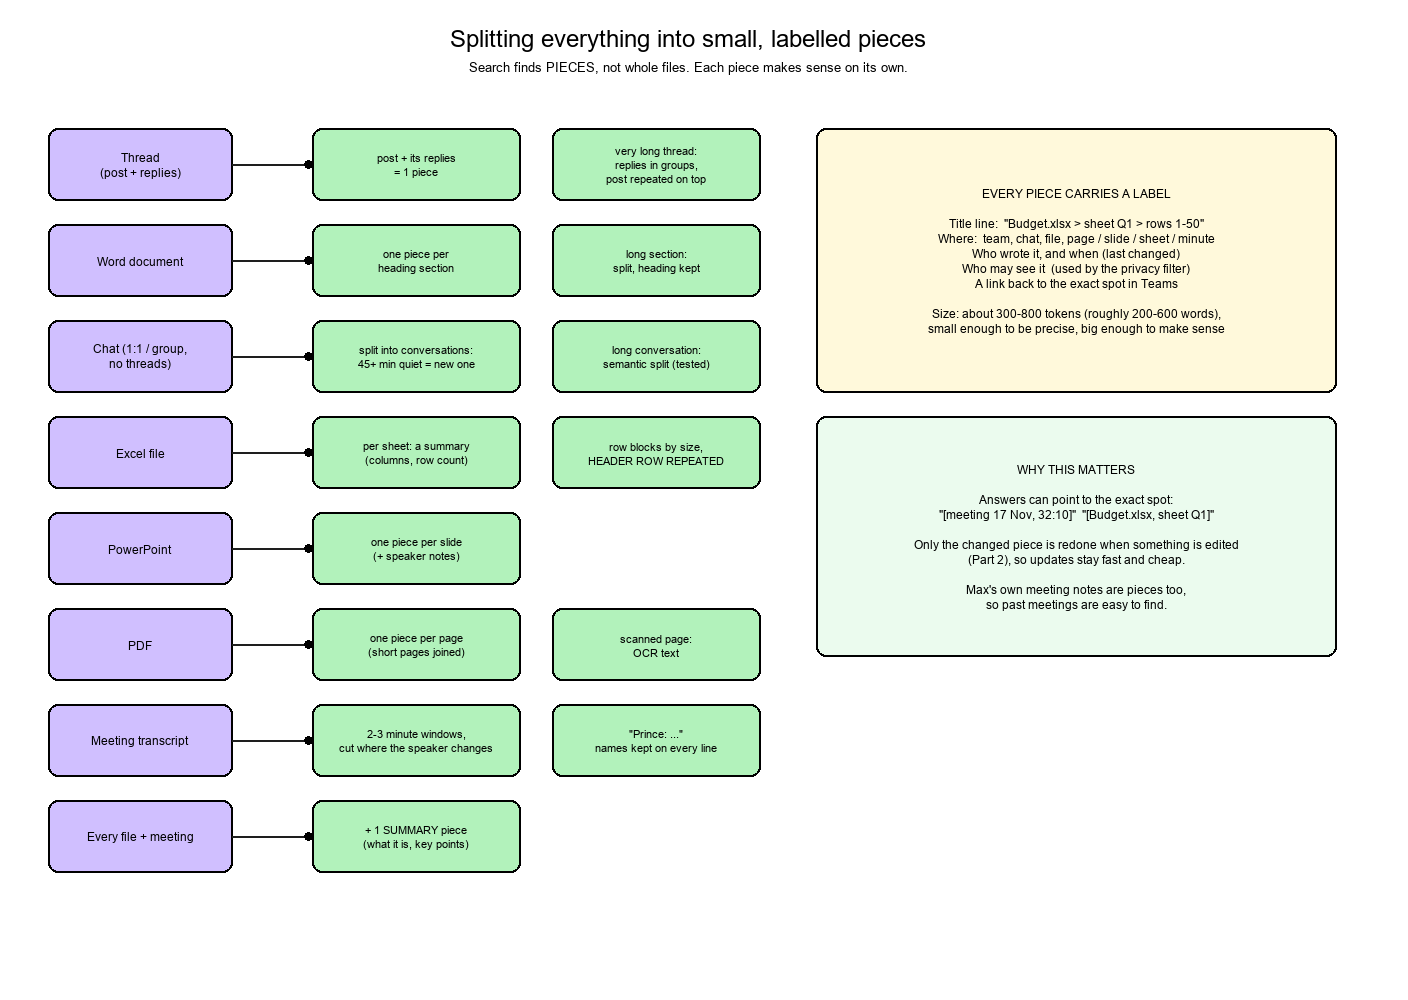 Splitting everything into small, labelled pieces
Search finds PIECES, not whole files. Each piece makes sense on its own.
Thread
(post + replies)
post + its replies
= 1 piece
very long thread:
replies in groups,
post repeated on top
Word document
one piece per
heading section
long section:
split, heading kept
Chat (1:1 / group,
no threads)
split into conversations:
45+ min quiet = new one
long conversation:
semantic split (tested)
Excel file
per sheet: a summary
(columns, row count)
row blocks by size,
HEADER ROW REPEATED
PowerPoint
one piece per slide
(+ speaker notes)
PDF
one piece per page
(short pages joined)
scanned page:
OCR text
Meeting transcript
2-3 minute windows,
cut where the speaker changes
"Prince: ..."
names kept on every line
Every file + meeting
+ 1 SUMMARY piece
(what it is, key points)
EVERY PIECE CARRIES A LABEL
Title line:  "Budget.xlsx > sheet Q1 > rows 1-50"
Where:  team, chat, file, page / slide / sheet / minute
Who wrote it, and when (last changed)
Who may see it  (used by the privacy filter)
A link back to the exact spot in Teams
Size: about 300-800 tokens (roughly 200-600 words),
small enough to be precise, big enough to make sense
WHY THIS MATTERS
Answers can point to the exact spot:
"[meeting 17 Nov, 32:10]"  "[Budget.xlsx, sheet Q1]"
Only the changed piece is redone when something is edited
(Part 2), so updates stay fast and cheap.
Max's own meeting notes are pieces too,
so past meetings are easy to find.